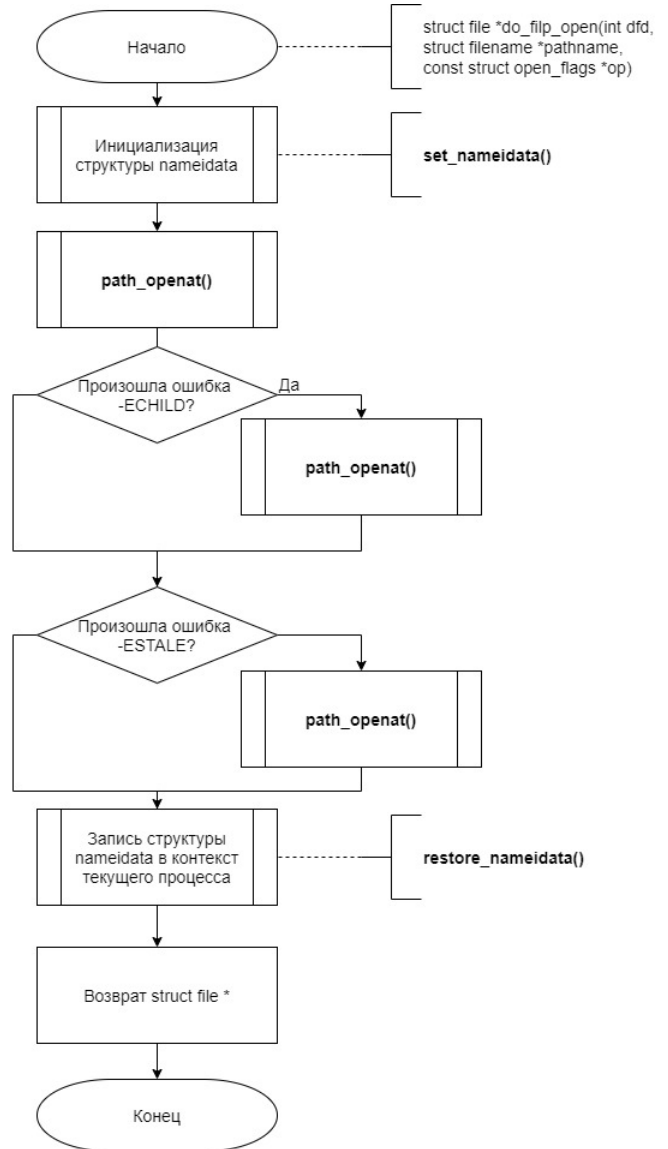 Начало
struct file *do_filp_open(int dfd,
struct filename *pathname,
const struct open_flags *op)
Инициализация
структуры nameidata
set_nameidata()
path_openat()
Произошла ошибка
-ECHILD?
Да
path_openat()
Произошла ошибка
-ESTALE?
path_openat()
Запись структуры
nameidata в контекст
текущего процесса
restore_nameidata()
Возврат struct file *
Конец